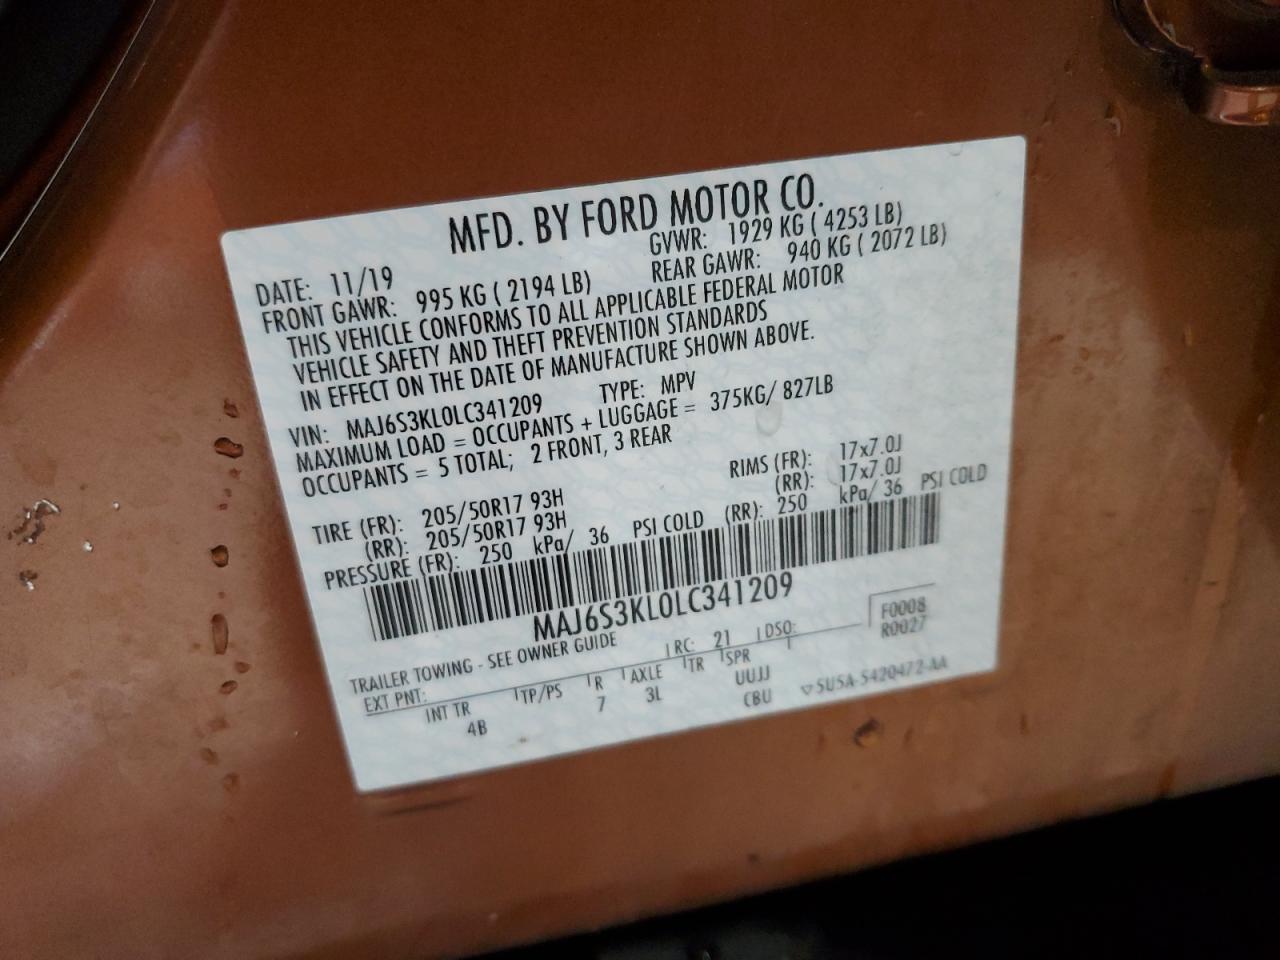 MFD. BY FORD MOTOR CO.
DATE: 11/19 GVWR: 1929 KG ( 4253 LB)
FRONT GAWR: 995 KG ( 2194 LB) REAR GAWR: 940 KG ( 2072 LB)
THIS VEHICLE CONFORMS TO ALL APPLICABLE FEDERAL MOTOR
VEHICLE SAFETY AND THEFT PREVENTION STANDARDS
IN EFFECT ON THE DATE OF MANUFACTURE SHOWN ABOVE.
VIN: MAJ6S3KL0LC341209 TYPE: MPV
MAXIMUM LOAD = OCCUPANTS + LUGGAGE = 375KG/ 827LB
OCCUPANTS = 5 TOTAL; 2 FRONT, 3 REAR
TIRE (FR): 205/50R17 93H RIMS (FR): 17x7.0J
(RR): 205/50R17 93H (RR): 17x7.0J
PRESSURE (FR): 250 kPa/ 36 PSI COLD (RR): 250 kPa/ 36 PSI COLD
MAJ6S3KL0LC341209
TRAILER TOWING - SEE OWNER GUIDE
EXT PNT: RC: 21 DSO: F0008
R0027
INT TR TP/PS R AXLE TR SPR
4B 7 3L UUJJ
CBU 5U5A-5420472-AA